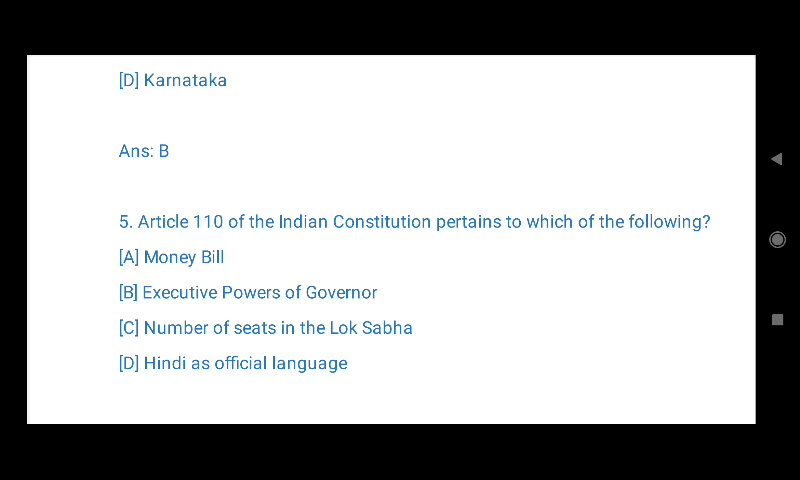 [D] Karnataka
Ans: B
5. Article 110 of the Indian Constitution pertains to which of the following?
[A] Money Bill
[B] Executive Powers of Governor
[C] Number of seats in the Lok Sabha
[D] Hindi as official language